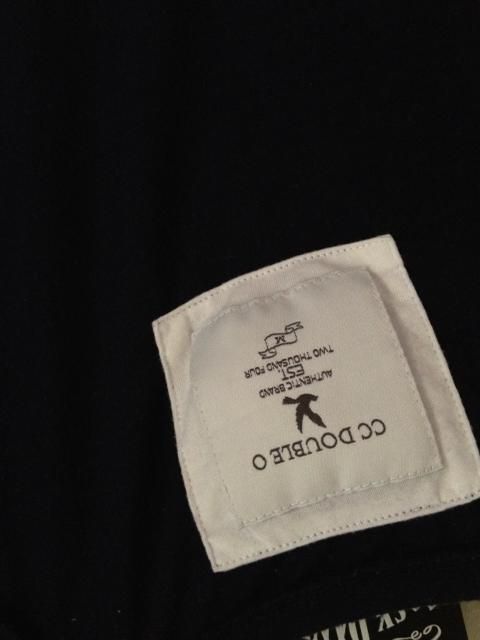 CC DOUBLE O
AUTHENTIC BRAND
EST.
TWO THOUSAND FOUR
M